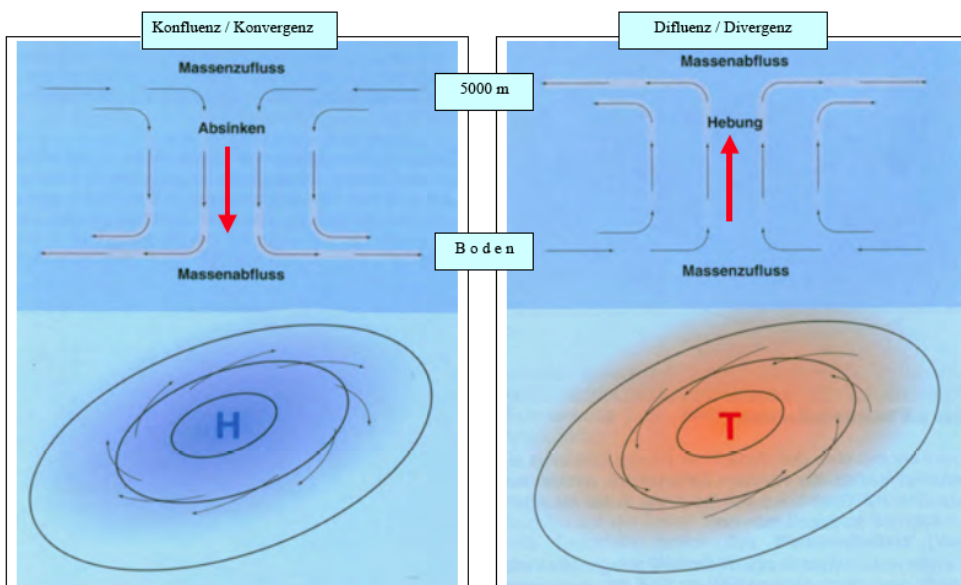 Konfluenz / Konvergenz
Difluenz / Divergenz
Massenzufluss
Massenabfluss
5000 m
Absinken
Hebung
B o d e n
Massenabfluss
Massenzufluss
H
T